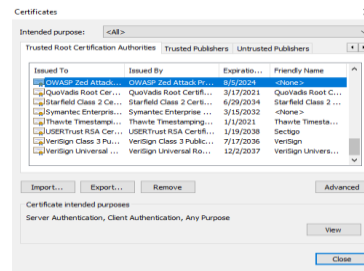 Certificates
Intended purpose: <All>
Trusted Root Certification Authorities Trusted Publishers Untrusted Publishers
Issued To Issued By Expiratio... Friendly Name
OWASP Zed Attack... OWASP Zed Attack Pr... 8/5/2024 <None>
QuoVadis Root Cer... QuoVadis Root Certifi... 3/17/2021 QuoVadis Root C...
Starfield Class 2 Ce... Starfield Class 2 Certi... 6/29/2034 Starfield Class 2 ...
Symantec Enterpris... Symantec Enterprise ... 3/15/2032 <None>
Thawte Timestampi... Thawte Timestamping... 1/1/2021 Thawte Timesta...
USERTrust RSA Cer... USERTrust RSA Certifi... 1/19/2038 Sectigo
VeriSign Class 3 Pu... VeriSign Class 3 Public... 7/17/2036 VeriSign
VeriSign Universal ... VeriSign Universal Ro... 12/2/2037 VeriSign Univers...
Import... Export... Remove Advanced
Certificate intended purposes
Server Authentication, Client Authentication, Any Purpose
View
Close